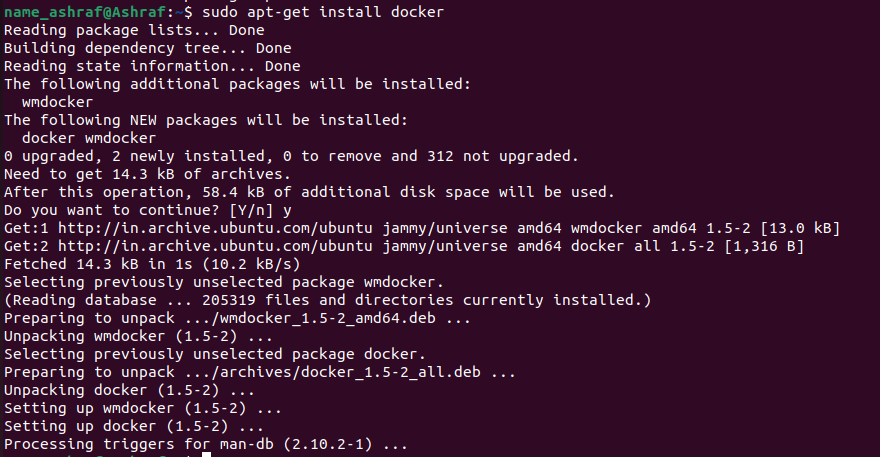 name_ashraf@Ashraf:~$ sudo apt-get install docker
Reading package lists... Done
Building dependency tree... Done
Reading state information... Done
The following additional packages will be installed:
  wmdocker
The following NEW packages will be installed:
  docker wmdocker
0 upgraded, 2 newly installed, 0 to remove and 312 not upgraded.
Need to get 14.3 kB of archives.
After this operation, 58.4 kB of additional disk space will be used.
Do you want to continue? [Y/n] y
Get:1 http://in.archive.ubuntu.com/ubuntu jammy/universe amd64 wmdocker amd64 1.5-2 [13.0 kB]
Get:2 http://in.archive.ubuntu.com/ubuntu jammy/universe amd64 docker all 1.5-2 [1,316 B]
Fetched 14.3 kB in 1s (10.2 kB/s)
Selecting previously unselected package wmdocker.
(Reading database ... 205319 files and directories currently installed.)
Preparing to unpack .../wmdocker_1.5-2_amd64.deb ...
Unpacking wmdocker (1.5-2) ...
Selecting previously unselected package docker.
Preparing to unpack .../archives/docker_1.5-2_all.deb ...
Unpacking docker (1.5-2) ...
Setting up wmdocker (1.5-2) ...
Setting up docker (1.5-2) ...
Processing triggers for man-db (2.10.2-1) ...